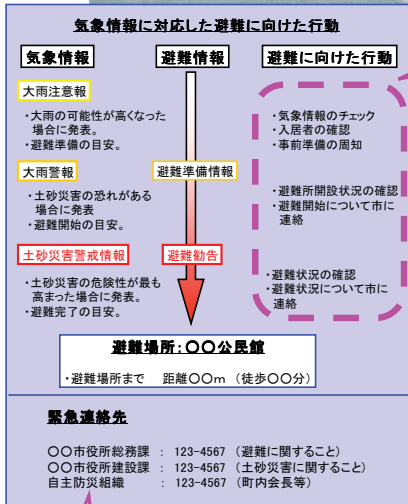 気象情報に対応した避難に向けた行動
気象情報
避難情報
避難に向けた行動
大雨注意報
・大雨の可能性が高くなった
場合に発表。
・避難準備の目安。
・気象情報のチェック
・入居者の確認
・事前準備の周知
大雨警報
避難準備情報
・土砂災害の恐れがある
場合に発表
・避難開始の目安。
・避難所開設状況の確認
・避難開始について市に
連絡
土砂災害警戒情報
避難勧告
・土砂災害の危険性が最も
高まった場合に発表。
・避難完了の目安。
・避難状況の確認
・避難状況について市に
連絡
避難場所:〇〇公民館
・避難場所まで 距離〇〇m (徒歩〇〇分)
緊急連絡先
〇〇市役所総務課 : 123-4567 (避難に関すること)
〇〇市役所建設課 : 123-4567 (土砂災害に関すること)
自主防災組織 : 123-4567 (町内会長等)